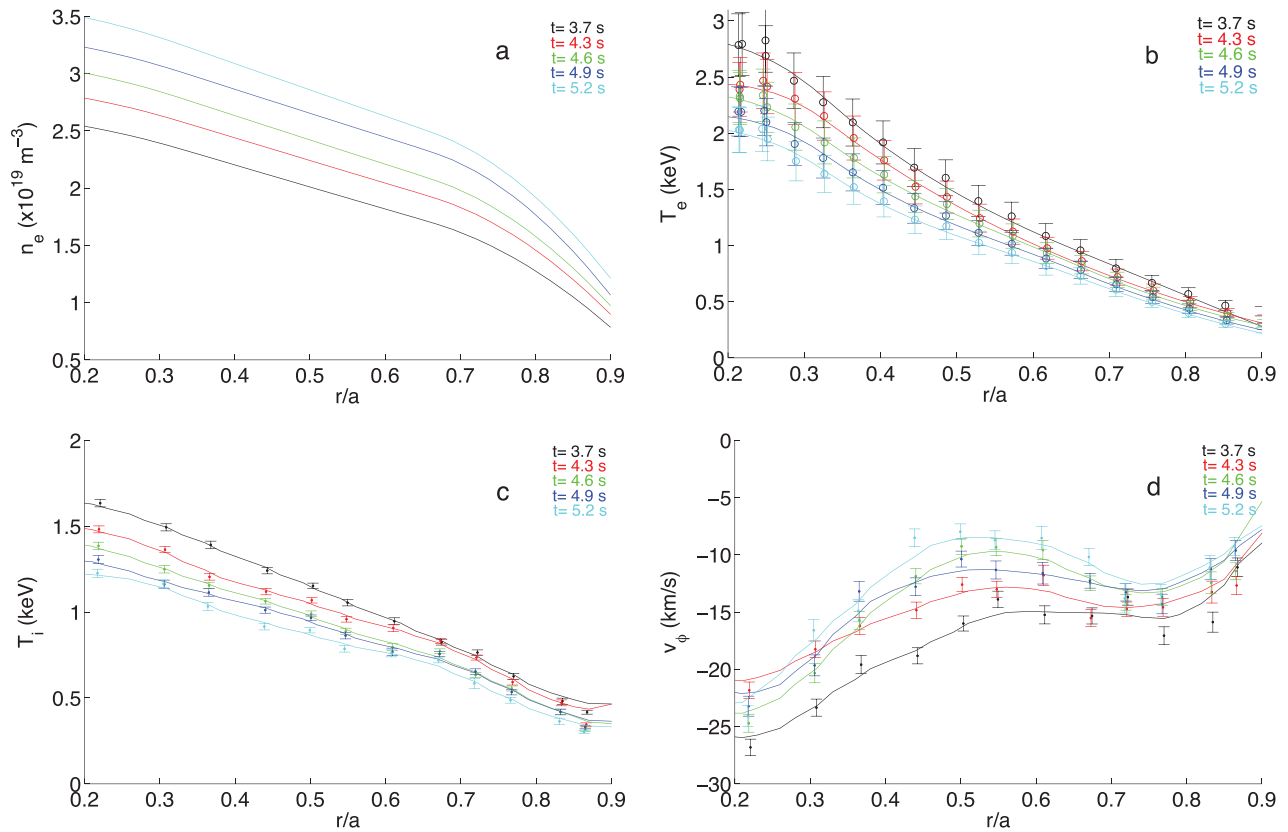 a
t= 3.7 s
t= 4.3 s
t= 4.6 s
t= 4.9 s
t= 5.2 s
n_e (x10^19 m^-3)
3.5
3
2.5
2
1.5
1
0.5
0.2 0.3 0.4 0.5 0.6 0.7 0.8 0.9
r/a
b
t= 3.7 s
t= 4.3 s
t= 4.6 s
t= 4.9 s
t= 5.2 s
T_e (keV)
3
2.5
2
1.5
1
0.5
0
0.2 0.3 0.4 0.5 0.6 0.7 0.8 0.9
r/a
c
t= 3.7 s
t= 4.3 s
t= 4.6 s
t= 4.9 s
t= 5.2 s
T_i (keV)
2
1.5
1
0.5
0
0.2 0.3 0.4 0.5 0.6 0.7 0.8 0.9
r/a
d
t= 3.7 s
t= 4.3 s
t= 4.6 s
t= 4.9 s
t= 5.2 s
v_ϕ (km/s)
0
−5
−10
−15
−20
−25
−30
0.2 0.3 0.4 0.5 0.6 0.7 0.8 0.9
r/a